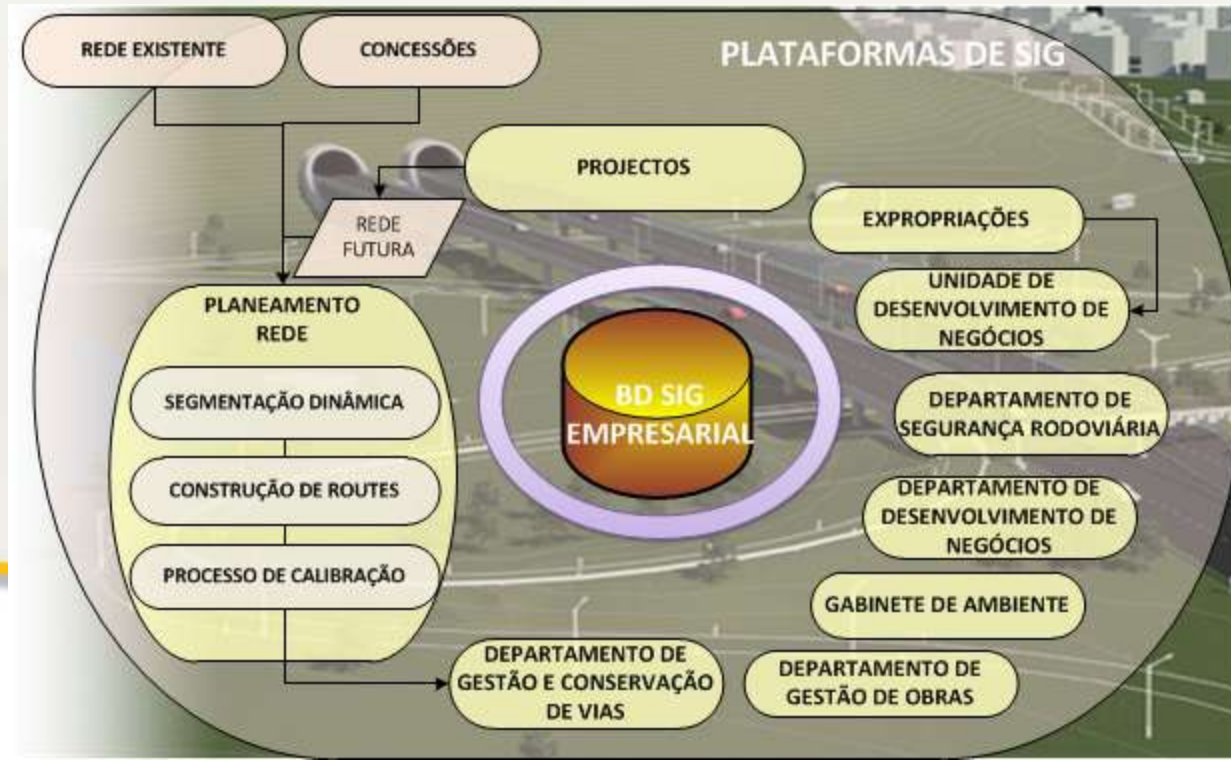 REDE EXISTENTE
CONCESSÕES
PLATAFORMAS DE SIG
PROJECTOS
REDE
FUTURA
EXPROPRIAÇÕES
UNIDADE DE
DESENVOLVIMENTO DE
NEGÓCIOS
PLANEAMENTO
REDE
SEGMENTAÇÃO DINÂMICA
CONSTRUÇÃO DE ROUTES
PROCESSO DE CALIBRAÇÃO
BD SIG
EMPRESARIAL
DEPARTAMENTO DE
SEGURANÇA RODOVIÁRIA
DEPARTAMENTO DE
DESENVOLVIMENTO DE
NEGÓCIOS
GABINETE DE AMBIENTE
DEPARTAMENTO DE
GESTÃO E CONSERVAÇÃO
DE VIAS
DEPARTAMENTO DE
GESTÃO DE OBRAS